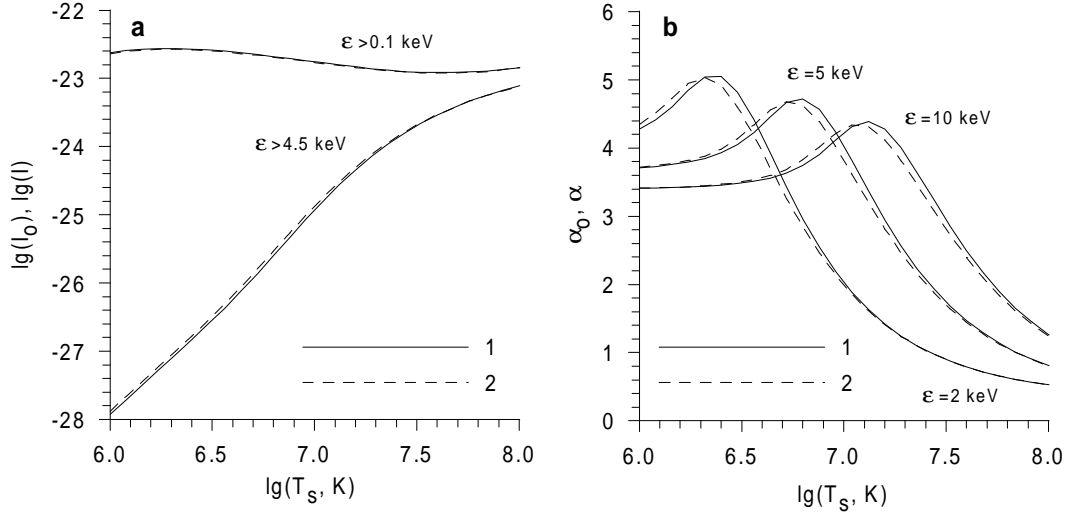 a
lg(I₀), lg(I)
-22
-23
-24
-25
-26
-27
-28
ε >0.1 keV
ε >4.5 keV
1
2
6.0 6.5 7.0 7.5 8.0
lg(Tₛ, K)
b
α₀, α
6
5
4
3
2
1
0
ε =5 keV
ε =10 keV
1
2
ε =2 keV
6.0 6.5 7.0 7.5 8.0
lg(Tₛ, K)